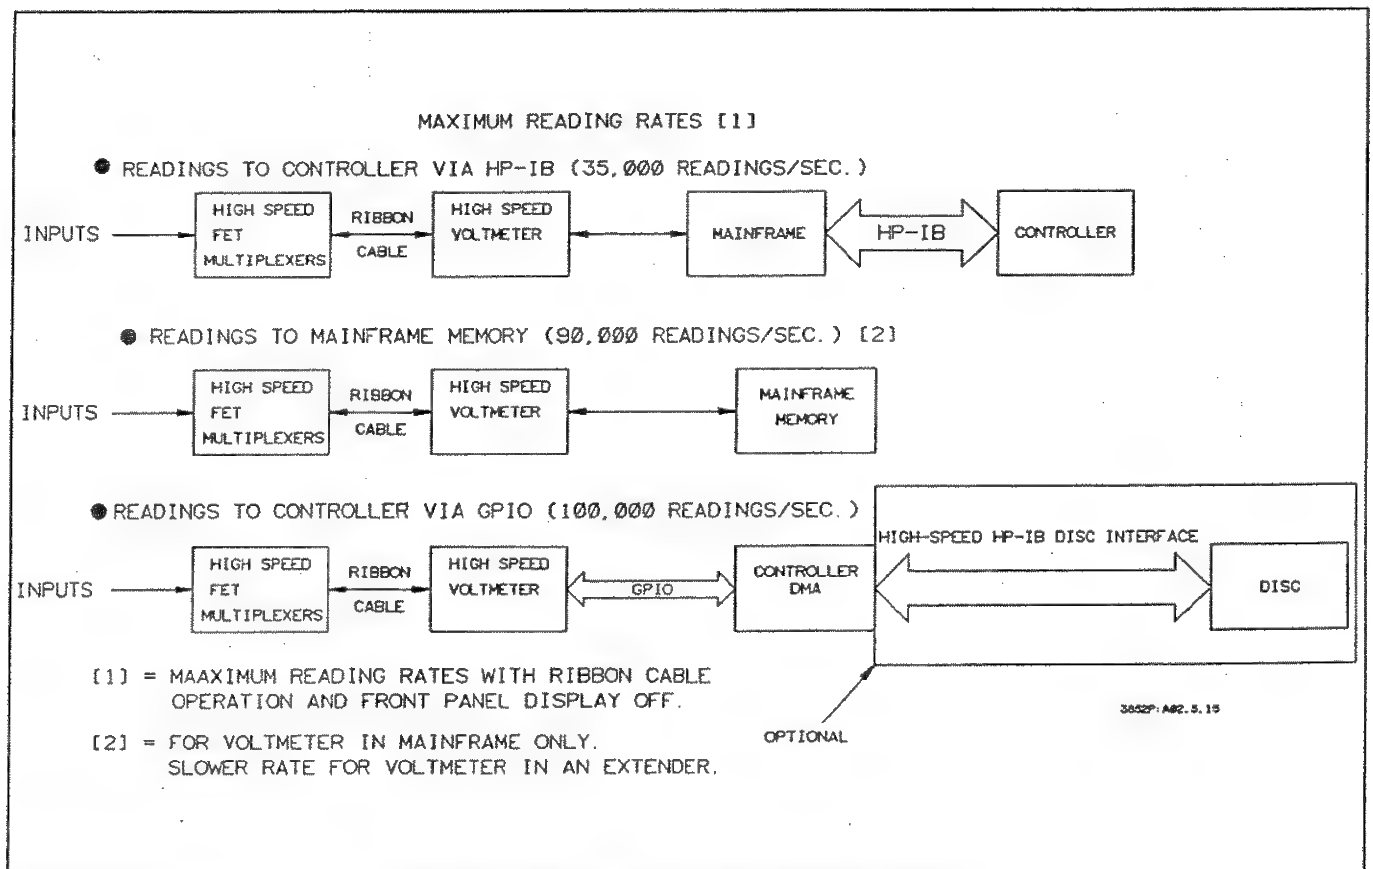 MAXIMUM READING RATES [1]
● READINGS TO CONTROLLER VIA HP-IB (35,000 READINGS/SEC.)
INPUTS
HIGH SPEED
FET
MULTIPLEXERS
RIBBON
CABLE
HIGH SPEED
VOLTMETER
MAINFRAME
HP-IB
CONTROLLER
● READINGS TO MAINFRAME MEMORY (90,000 READINGS/SEC.) [2]
INPUTS
HIGH SPEED
FET
MULTIPLEXERS
RIBBON
CABLE
HIGH SPEED
VOLTMETER
MAINFRAME
MEMORY
● READINGS TO CONTROLLER VIA GPIO (100,000 READINGS/SEC.)
INPUTS
HIGH SPEED
FET
MULTIPLEXERS
RIBBON
CABLE
HIGH SPEED
VOLTMETER
GPIO
CONTROLLER
DMA
HIGH-SPEED HP-IB DISC INTERFACE
DISC
OPTIONAL
[1] = MAAXIMUM READING RATES WITH RIBBON CABLE
OPERATION AND FRONT PANEL DISPLAY OFF.
[2] = FOR VOLTMETER IN MAINFRAME ONLY.
SLOWER RATE FOR VOLTMETER IN AN EXTENDER.
3852P:A02.5.15